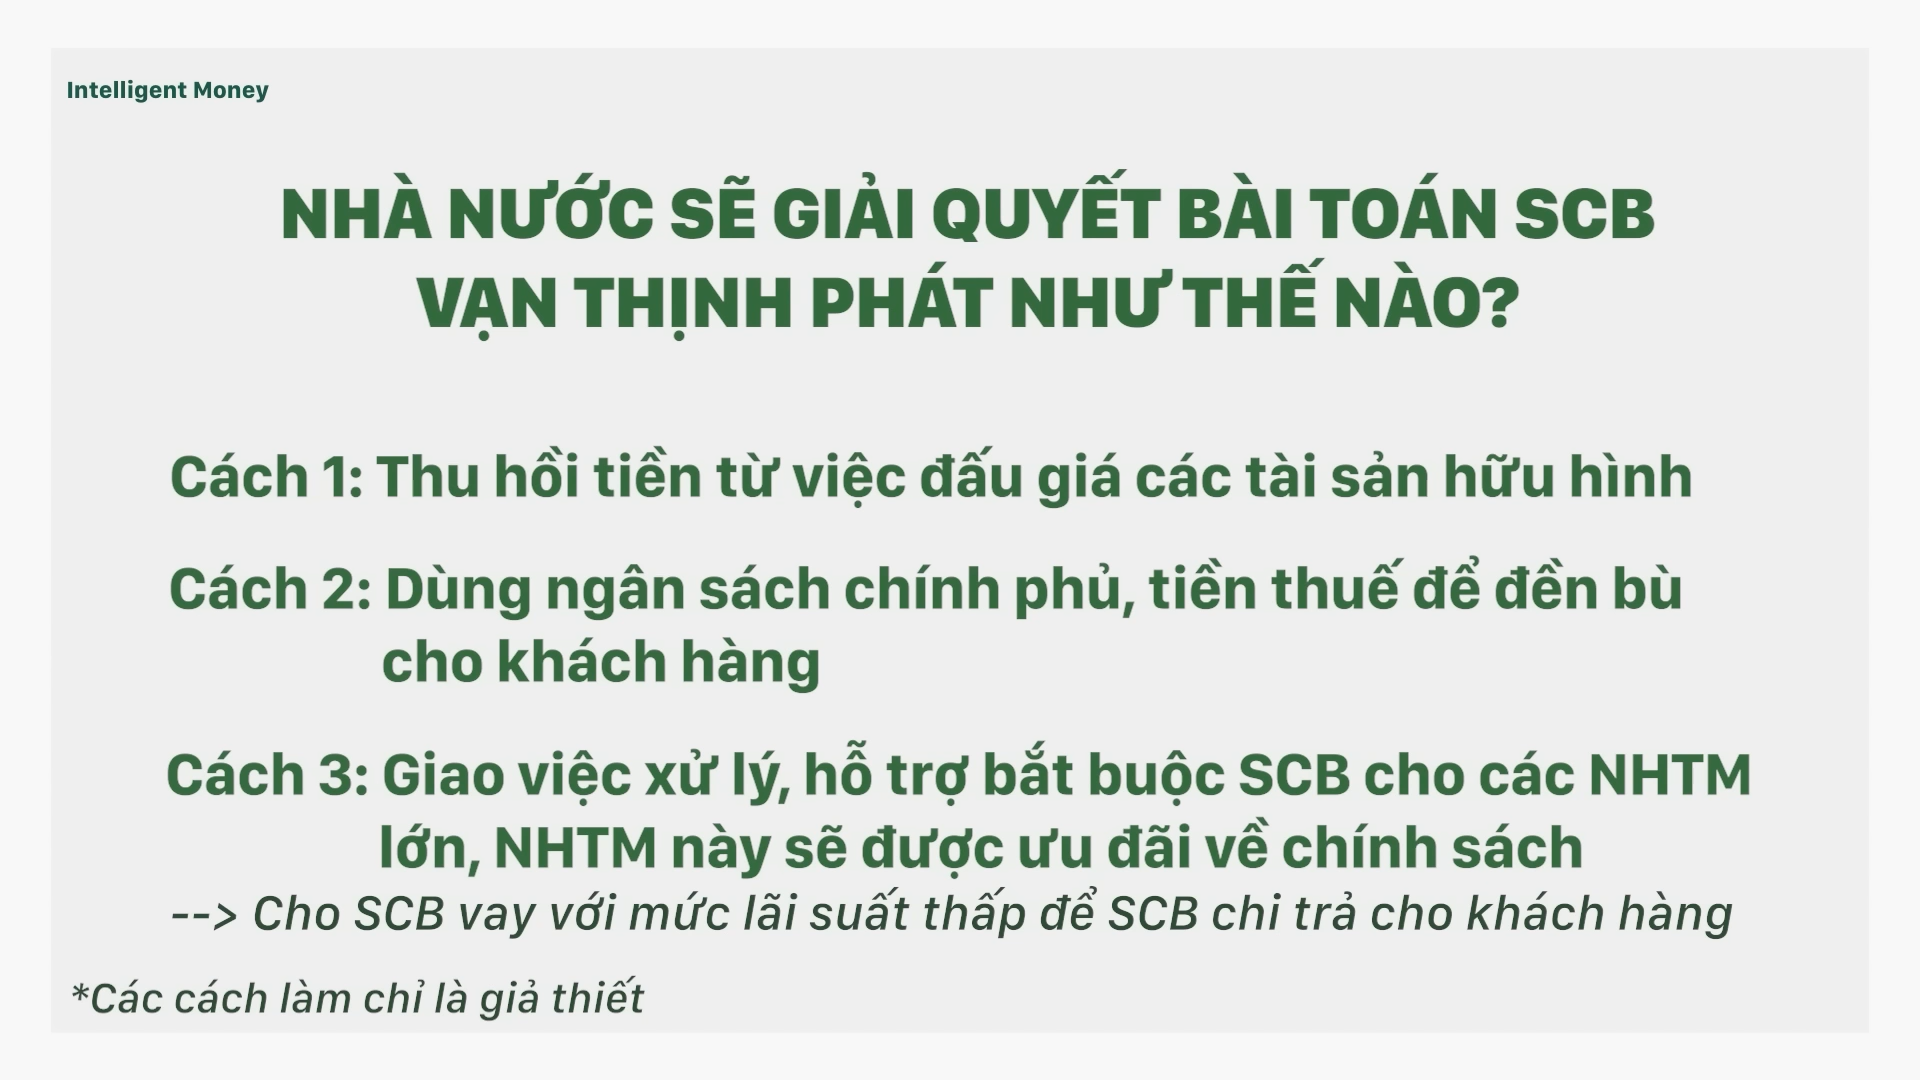 Intelligent Money
NHÀ NƯỚC SẼ GIẢI QUYẾT BÀI TOÁN SCB
VẠN THỊNH PHÁT NHƯ THẾ NÀO?
Cách 1: Thu hồi tiền từ việc đấu giá các tài sản hữu hình
Cách 2: Dùng ngân sách chính phủ, tiền thuế để đền bù
cho khách hàng
Cách 3: Giao việc xử lý, hỗ trợ bắt buộc SCB cho các NHTM
lớn, NHTM này sẽ được ưu đãi về chính sách
--> Cho SCB vay với mức lãi suất thấp để SCB chi trả cho khách hàng
*Các cách làm chỉ là giả thiết